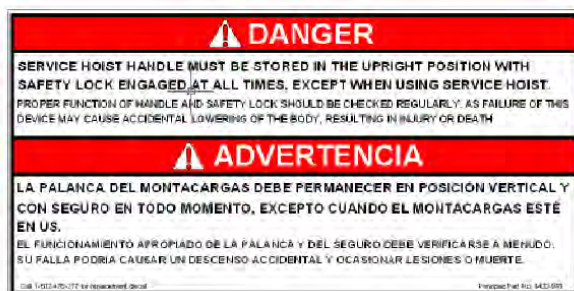 DANGER
SERVICE HOIST HANDLE MUST BE STORED IN THE UPRIGHT POSITION WITH
SAFETY LOCK ENGAGED AT ALL TIMES, EXCEPT WHEN USING SERVICE HOIST.
PROPER FUNCTION OF HANDLE AND SAFETY LOCK SHOULD BE CHECKED REGULARLY, AS FAILURE OF THIS
DEVICE MAY CAUSE ACCIDENTAL LOWERING OF THE BODY, RESULTING IN INJURY OR DEATH
ADVERTENCIA
LA PALANCA DEL MONTACARGAS DEBE PERMANECER EN POSICIÓN VERTICAL Y
CON SEGURO EN TODO MOMENTO, EXCEPTO CUANDO EL MONTACARGAS ESTÉ
EN US.
EL FUNCIONAMIENTO APROPIADO DE LA PALANCA Y DEL SEGURO DEBE VERIFICARSE A MENUDO.
SU FALLA PODRIA CAUSAR UN DESCENSO ACCIDENTAL Y OCASIONAR LESIONES O MUERTE.
Call for replacement decal
Part No.